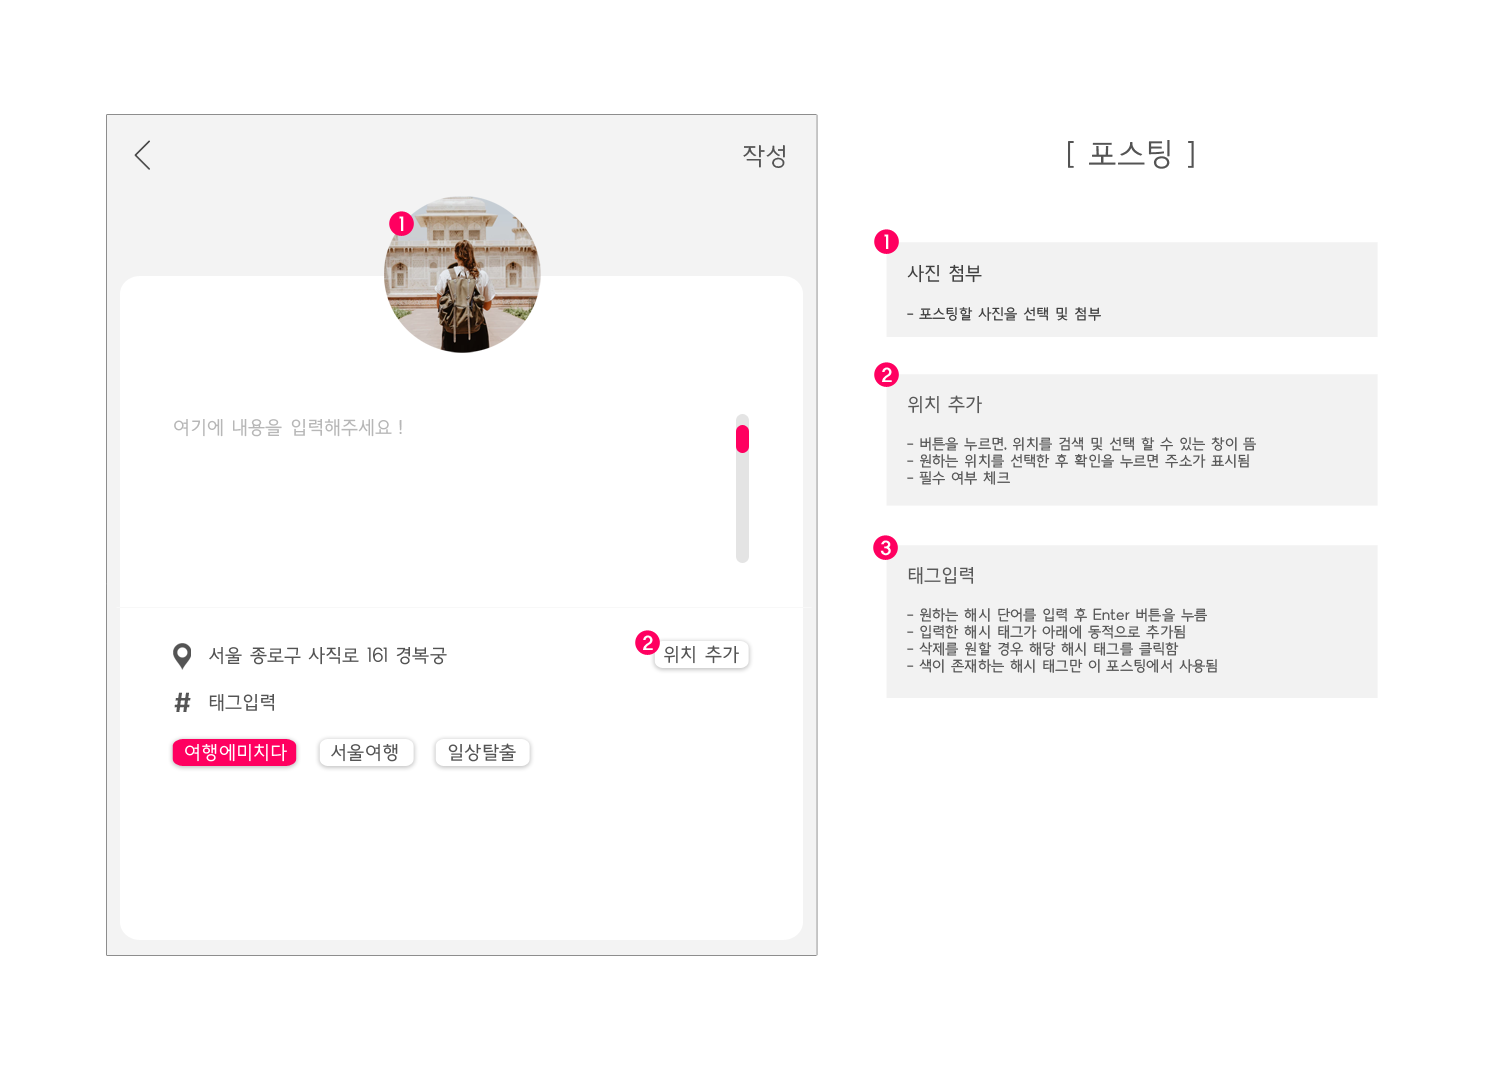 작성
1
여기에 내용을 입력해주세요 !
서울 종로구 사직로 161 경복궁
2
위치 추가
# 태그입력
여행에미치다
서울여행
일상탈출
[ 포스팅 ]
1
사진 첨부
- 포스팅할 사진을 선택 및 첨부
2
위치 추가
- 버튼을 누르면, 위치를 검색 및 선택 할 수 있는 창이 뜸
- 원하는 위치를 선택한 후 확인을 누르면 주소가 표시됨
- 필수 여부 체크
3
태그입력
- 원하는 해시 단어를 입력 후 Enter 버튼을 누름
- 입력한 해시 태그가 아래에 동적으로 추가됨
- 삭제를 원할 경우 해당 해시 태그를 클릭함
- 색이 존재하는 해시 태그만 이 포스팅에서 사용됨